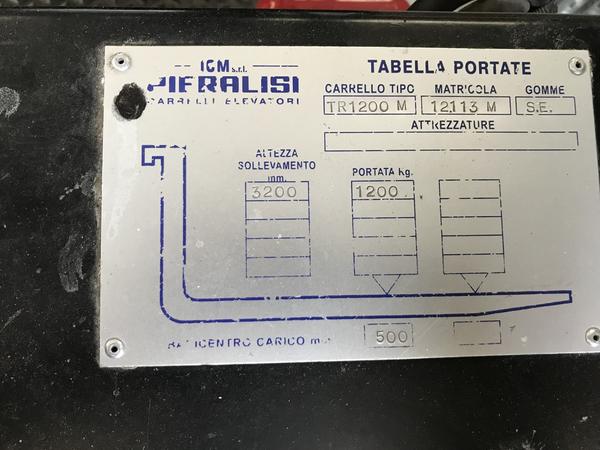 ICM s.r.l.
PIERALISI
CARRELLI ELEVATORI
TABELLA PORTATE
CARRELLO TIPO MATRICOLA GOMME
TR1200 M 12113 M S.E.
ATTREZZATURE
ALTEZZA
SOLLEVAMENTO
mm.
PORTATA Kg.
3200 1200
BARICENTRO CARICO mm. 500